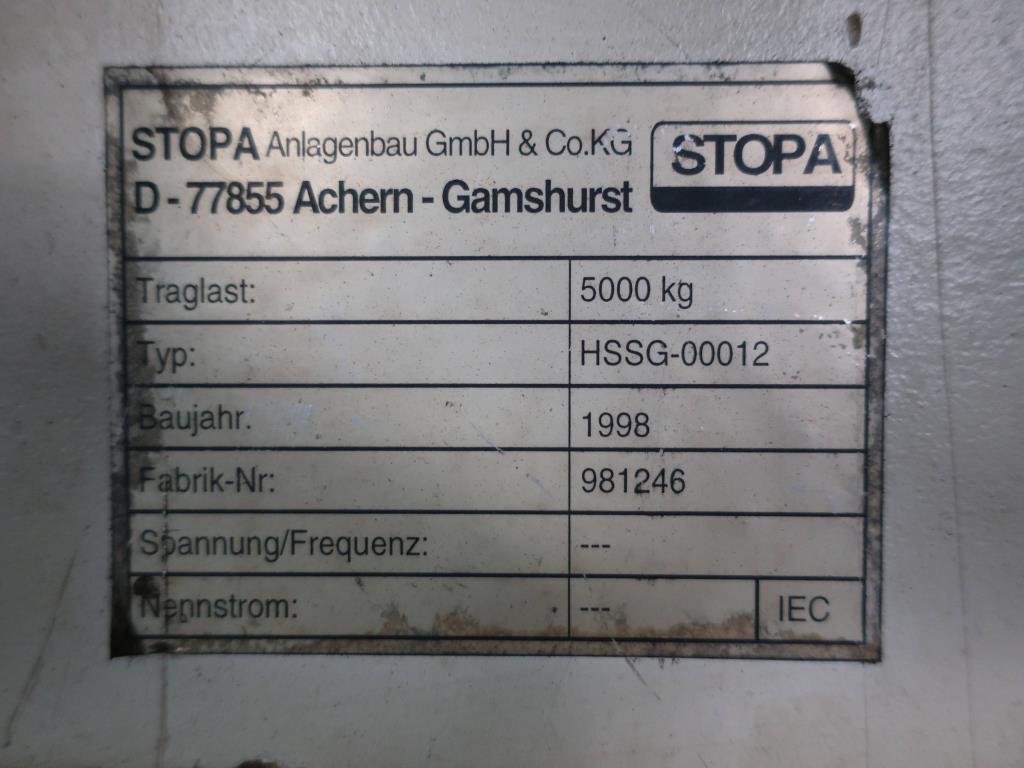 STOPA Anlagenbau GmbH & Co.KG
D - 77855 Achern - Gamshurst
STOPA
Traglast: 5000 kg
Typ: HSSG-00012
Baujahr. 1998
Fabrik-Nr: 981246
Spannung/Frequenz: ---
Nennstrom: --- IEC